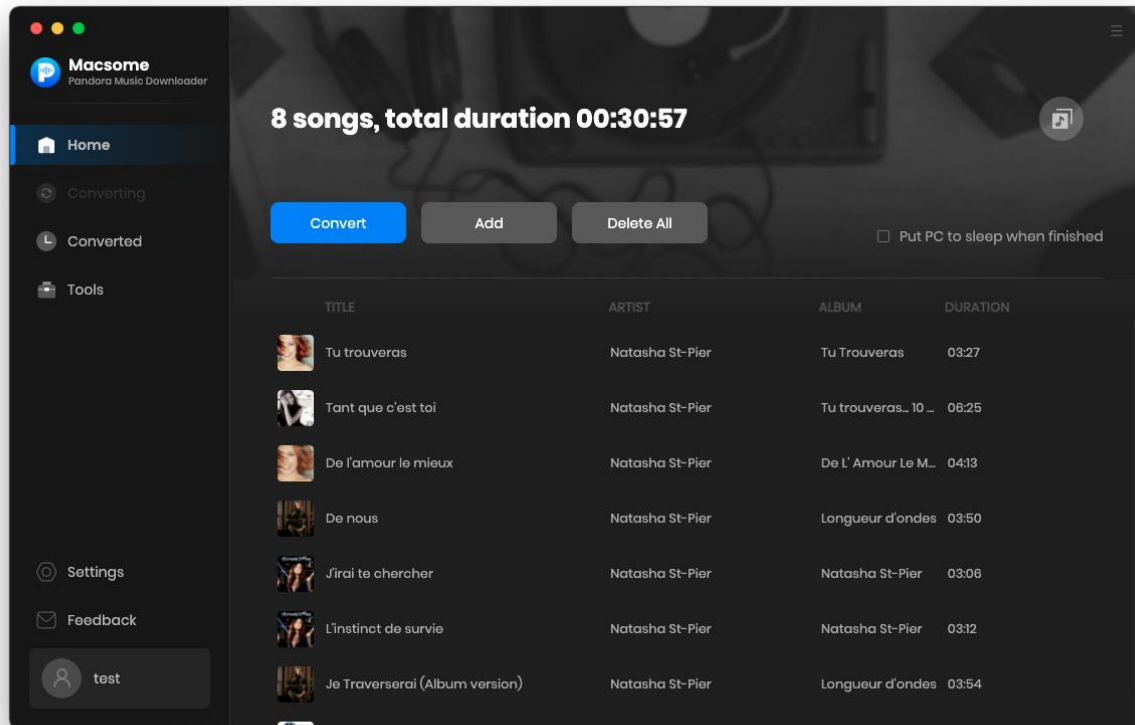 Macsome
Pandora Music Downloader
8 songs, total duration 00:30:57
Home
Converting
Converted
Tools
Convert Add Delete All
Put PC to sleep when finished
TITLE ARTIST ALBUM DURATION
Tu trouveras Natasha St-Pier Tu Trouveras 03:27
Tant que c'est toi Natasha St-Pier Tu trouveras... 10 ... 06:25
De l'amour le mieux Natasha St-Pier De L' Amour Le M... 04:13
De nous Natasha St-Pier Longueur d'ondes 03:50
J'irai te chercher Natasha St-Pier Natasha St-Pier 03:06
L'instinct de survie Natasha St-Pier Natasha St-Pier 03:12
Je Traverserai (Album version) Natasha St-Pier Longueur d'ondes 03:54
Settings
Feedback
test